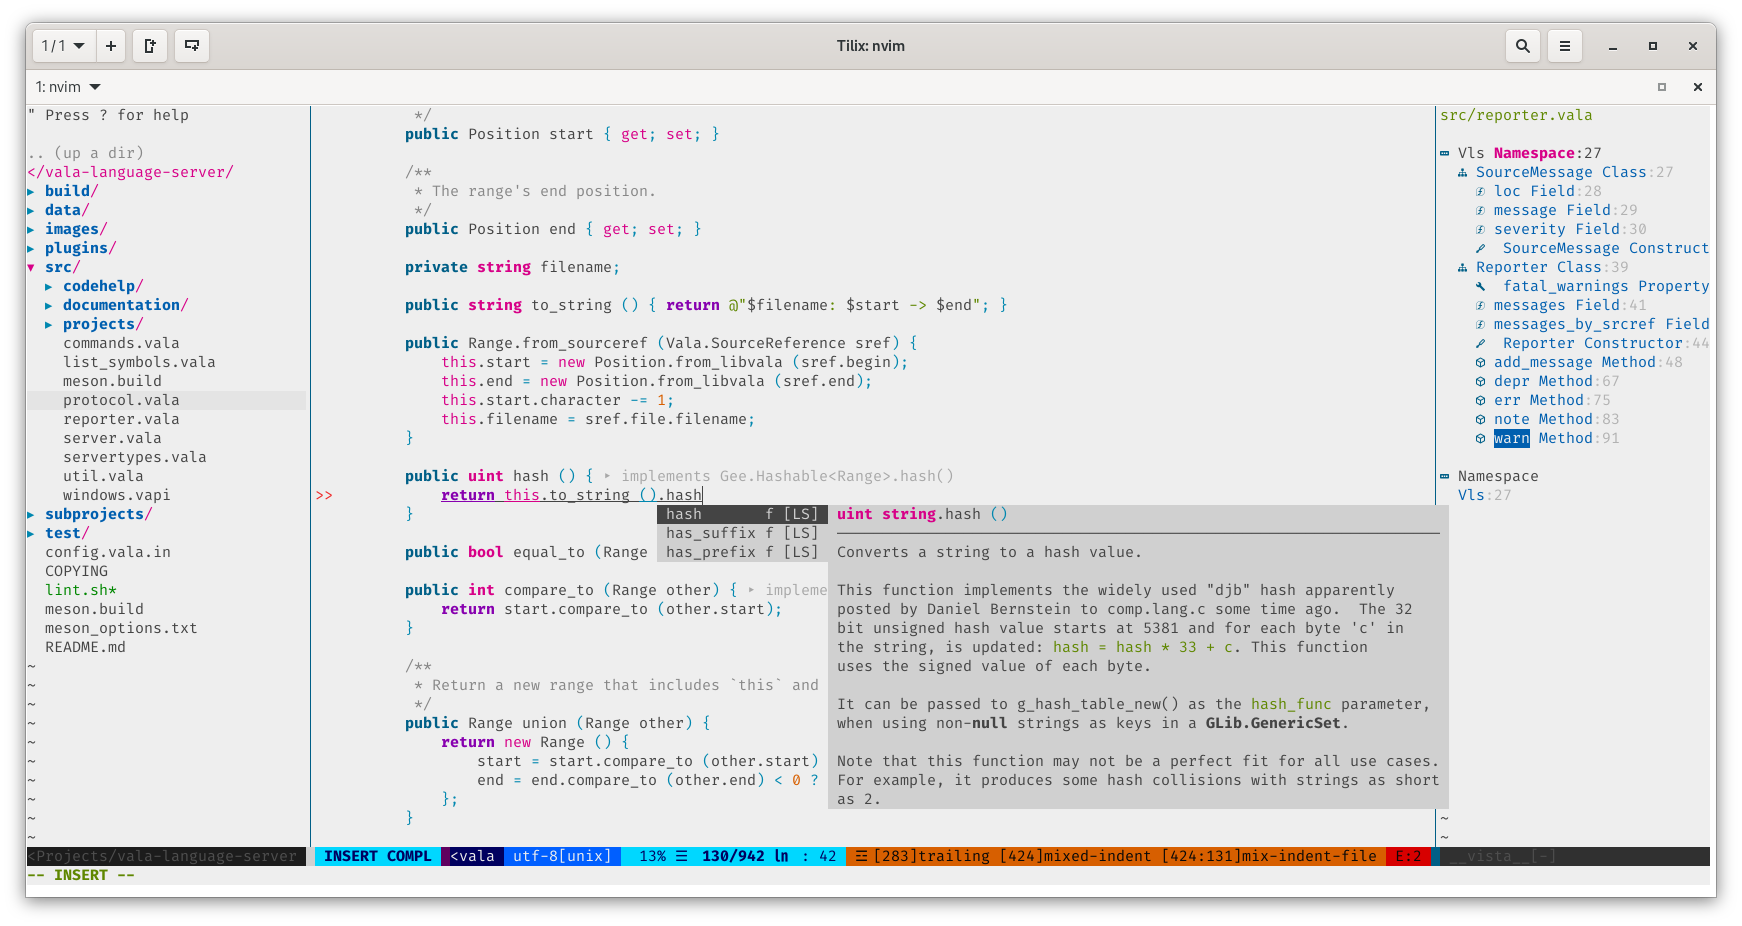 1 / 1
Tilix: nvim
1: nvim
" Press ? for help
.. (up a dir)
</vala-language-server/
▸ build/
▸ data/
▸ images/
▸ plugins/
▾ src/
▸ codehelp/
▸ documentation/
▸ projects/
commands.vala
list_symbols.vala
meson.build
protocol.vala
reporter.vala
server.vala
servertypes.vala
util.vala
windows.vapi
▸ subprojects/
▸ test/
config.vala.in
COPYING
lint.sh*
meson.build
meson_options.txt
README.md
~
~
~
~
~
~
~
~
~
~
<Projects/vala-language-server
*/
public Position start { get; set; }
/**
* The range's end position.
*/
public Position end { get; set; }
private string filename;
public string to_string () { return @"$filename: $start -> $end"; }
public Range.from_sourceref (Vala.SourceReference sref) {
this.start = new Position.from_libvala (sref.begin);
this.end = new Position.from_libvala (sref.end);
this.start.character -= 1;
this.filename = sref.file.filename;
}
public uint hash () { ‣ implements Gee.Hashable<Range>.hash()
>> return this.to_string ().hash
}
public bool equal_to (Range
public int compare_to (Range other) { ‣ impleme
return start.compare_to (other.start);
}
/**
* Return a new range that includes `this` and
*/
public Range union (Range other) {
return new Range () {
start = start.compare_to (other.start)
end = end.compare_to (other.end) < 0 ?
};
}
hash f [LS]
has_suffix f [LS]
has_prefix f [LS]
uint string.hash ()
Converts a string to a hash value.
This function implements the widely used "djb" hash apparently
posted by Daniel Bernstein to comp.lang.c some time ago.  The 32
bit unsigned hash value starts at 5381 and for each byte 'c' in
the string, is updated: hash = hash * 33 + c. This function
uses the signed value of each byte.
It can be passed to g_hash_table_new() as the hash_func parameter,
when using non-null strings as keys in a GLib.GenericSet.
Note that this function may not be a perfect fit for all use cases.
For example, it produces some hash collisions with strings as short
as 2.
src/reporter.vala
Vls Namespace:27
SourceMessage Class:27
loc Field:28
message Field:29
severity Field:30
SourceMessage Construct
Reporter Class:39
fatal_warnings Property
messages Field:41
messages_by_srcref Field
Reporter Constructor:44
add_message Method:48
depr Method:67
err Method:75
note Method:83
warn Method:91
Namespace
Vls:27
~
~
INSERT COMPL <vala utf-8[unix] 13% ☰ 130/942 ln : 42 ☲ [283]trailing [424]mixed-indent [424:131]mix-indent-file E:2
__vista__[-]
-- INSERT --